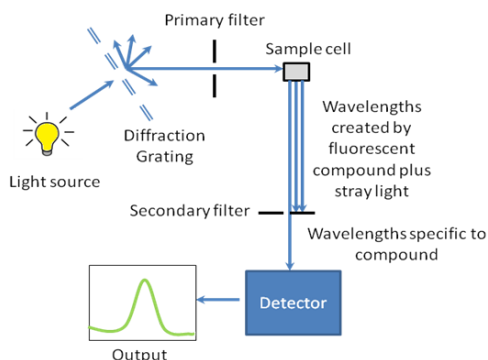 Primary filter
Sample cell
Diffraction
Grating
Light source
Wavelengths
created by
fluorescent
compound plus
stray light
Secondary filter
Wavelengths specific to
compound
Detector
Output